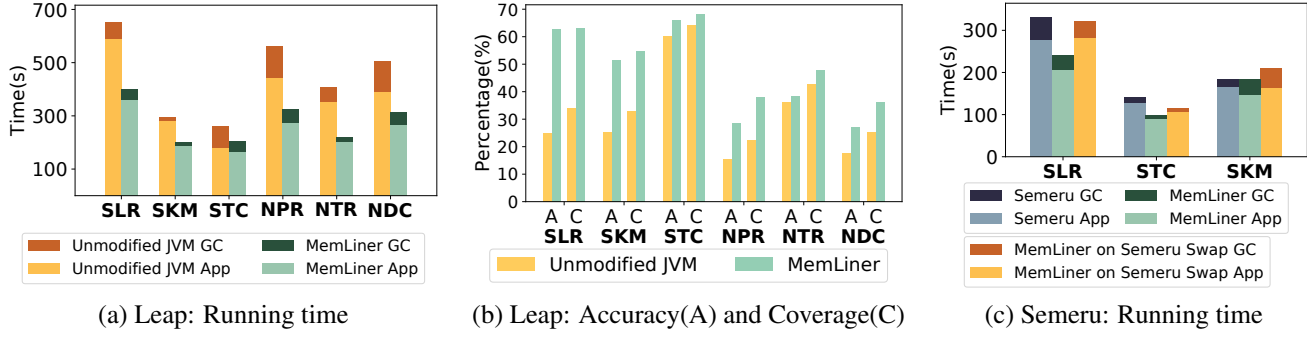 700
500
300
100
Time(s)
SLR SKM STC NPR NTR NDC
Unmodified JVM GC
MemLiner GC
Unmodified JVM App
MemLiner App
(a) Leap: Running time
70
60
50
40
30
20
10
0
Percentage(%)
A C A C A C A C A C A C
SLR SKM STC NPR NTR NDC
Unmodified JVM
MemLiner
(b) Leap: Accuracy(A) and Coverage(C)
300
200
100
0
Time(s)
SLR STC SKM
Semeru GC
MemLiner GC
Semeru App
MemLiner App
MemLiner on Semeru Swap GC
MemLiner on Semeru Swap App
(c) Semeru: Running time